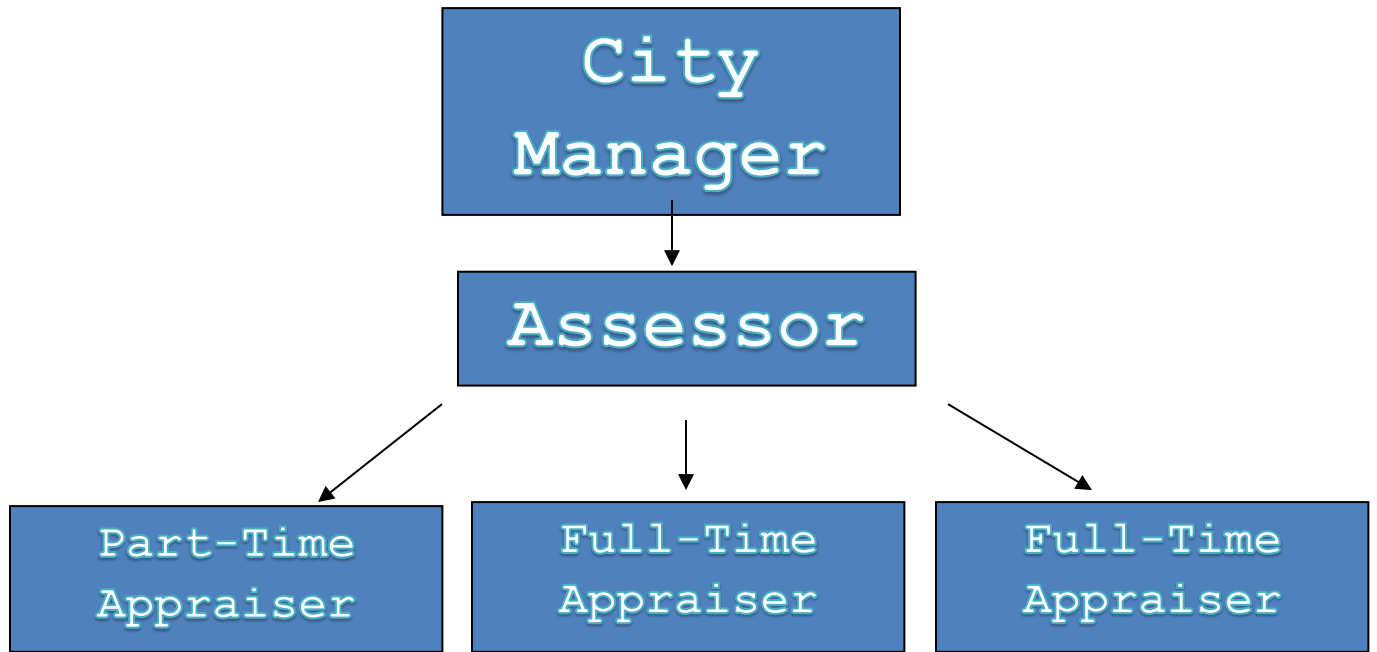 City
Manager
Assessor
Part-Time
Appraiser
Full-Time
Appraiser
Full-Time
Appraiser